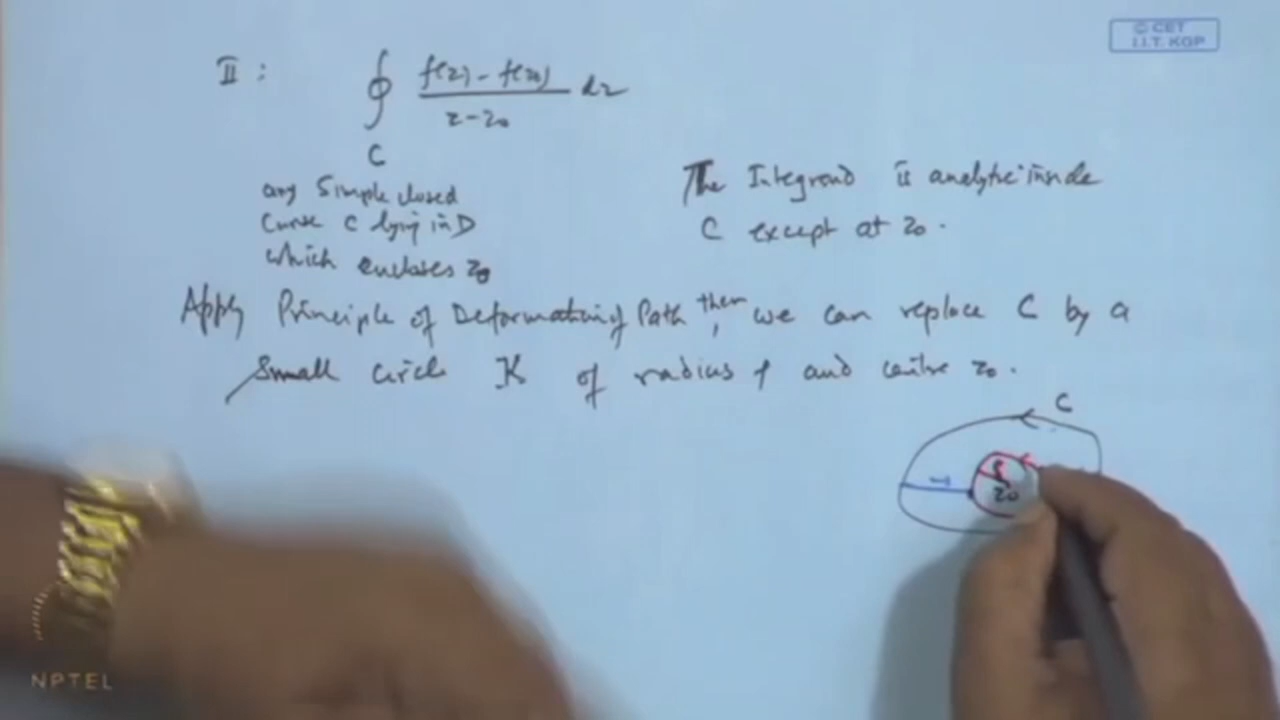 © CET
I.I.T. KGP
II : ∮ f(z) - f(z0) / z - z0 dz
C
any Simple closed
Curve C lying in D
which encloses z0
The Integrand is analytic inside
C except at z0.
Apply Principle of Deformation of Path, then we can replace C by a
Small circle K of radius ρ and centre z0.
C
ρ
z0
NPTEL